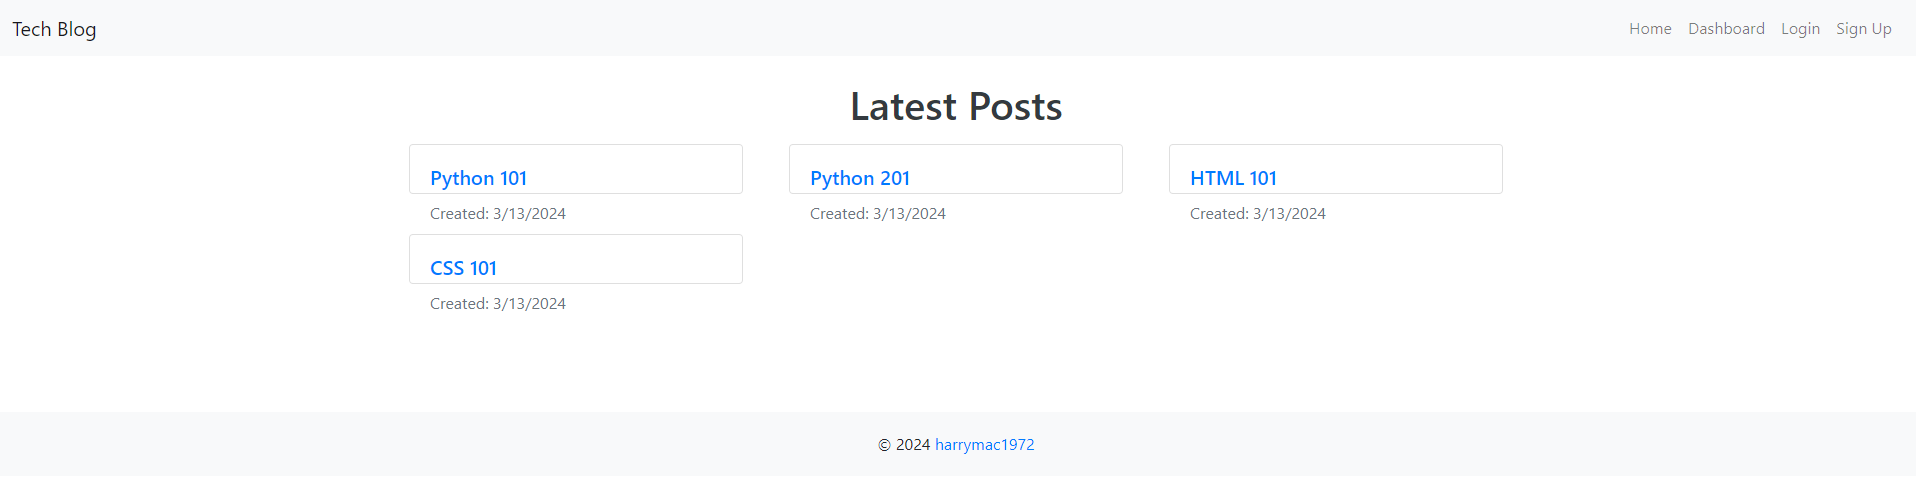 Tech Blog
Home Dashboard Login Sign Up
Latest Posts
Python 101
Created: 3/13/2024
Python 201
Created: 3/13/2024
HTML 101
Created: 3/13/2024
CSS 101
Created: 3/13/2024
© 2024 harrymac1972